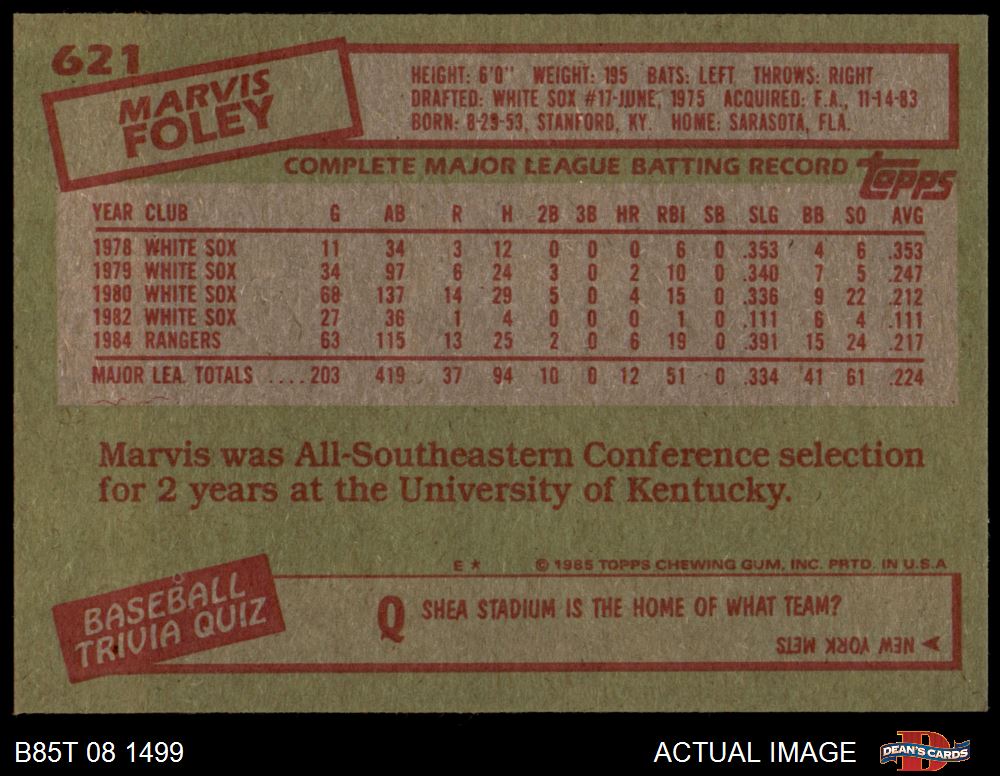 621
MARVIS
FOLEY
HEIGHT: 6'0" WEIGHT: 195 BATS: LEFT THROWS: RIGHT
DRAFTED: WHITE SOX #17-JUNE, 1975 ACQUIRED: F.A., 11-14-83
BORN: 8-29-53, STANFORD, KY. HOME: SARASOTA, FLA.
COMPLETE MAJOR LEAGUE BATTING RECORD
Topps
YEAR CLUB G AB R H 2B 3B HR RBI SB SLG BB SO AVG
1978 WHITE SOX 11 34 3 12 0 0 0 6 0 .353 4 6 .353
1979 WHITE SOX 34 97 6 24 3 0 2 10 0 .340 7 5 .247
1980 WHITE SOX 68 137 14 29 5 0 4 15 0 .336 9 22 .212
1982 WHITE SOX 27 36 1 4 0 0 0 1 0 .111 6 4 .111
1984 RANGERS 63 115 13 25 2 0 6 19 0 .391 15 24 .217
MAJOR LEA. TOTALS ....203 419 37 94 10 0 12 51 0 .334 41 61 .224
Marvis was All-Southeastern Conference selection
for 2 years at the University of Kentucky.
E * © 1985 TOPPS CHEWING GUM, INC. PRTD. IN U.S.A
BASEBALL
TRIVIA QUIZ
Q SHEA STADIUM IS THE HOME OF WHAT TEAM?
NEW YORK METS
B85T 08 1499
ACTUAL IMAGE
D
DEAN'S CARDS